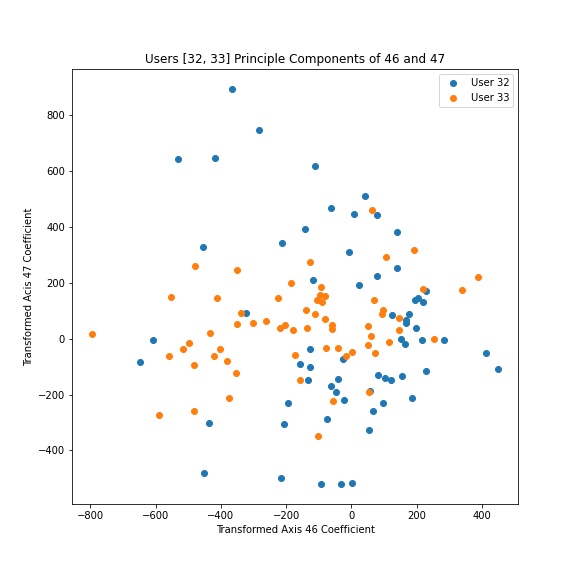 Users [32, 33] Principle Components of 46 and 47
User 32
User 33
Transformed Acis 47 Coefficient
800
600
400
200
0
−200
−400
−800
−600
−400
−200
0
200
400
Transformed Axis 46 Coefficient